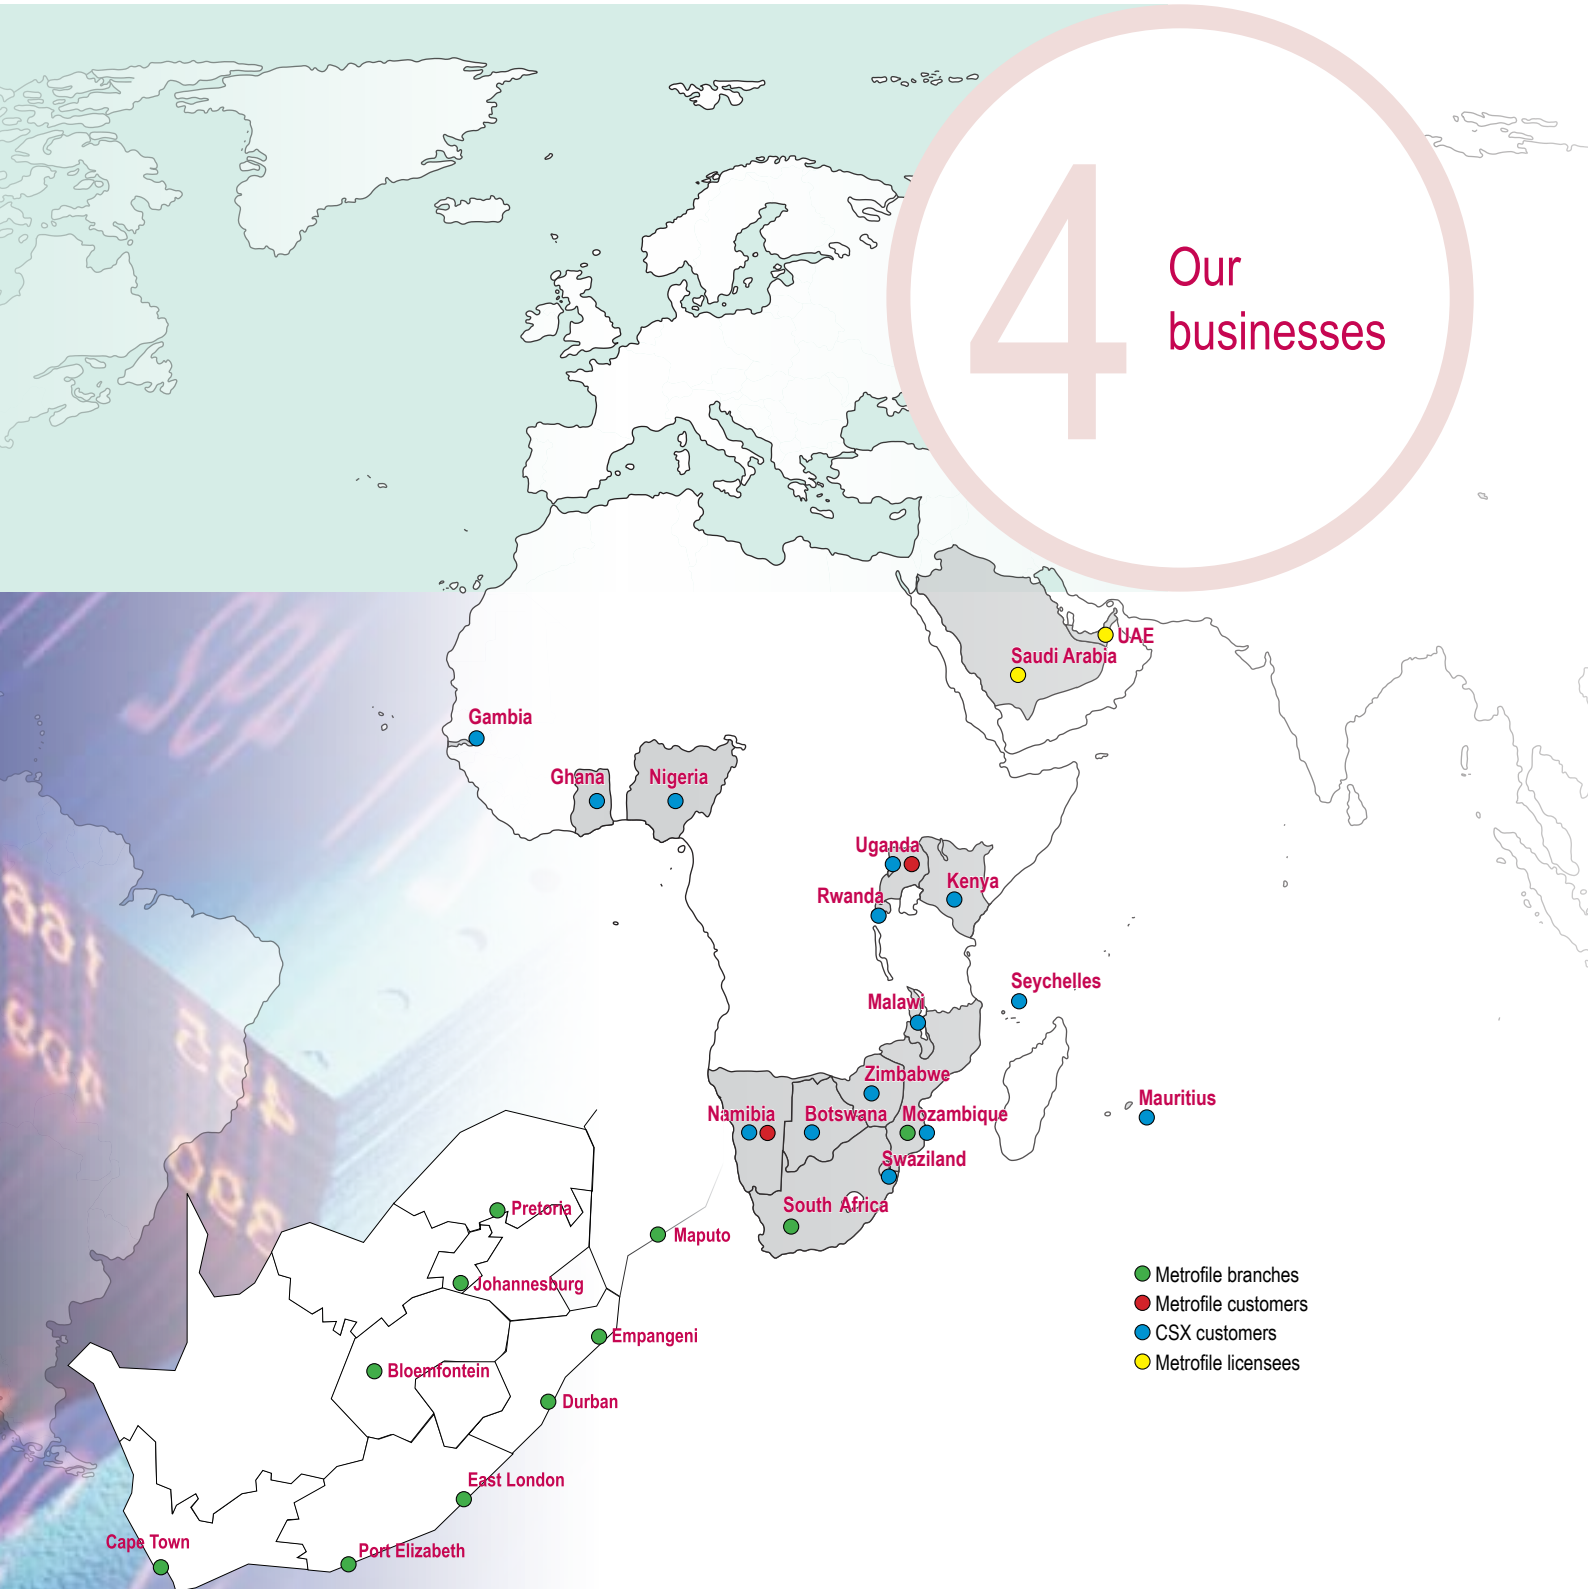 4
Our
businesses
UAE
Saudi Arabia
Gambia
Ghana
Nigeria
Uganda
Kenya
Rwanda
Seychelles
Malawi
Zimbabwe
Mauritius
Namibia
Botswana
Mozambique
Swaziland
South Africa
Pretoria
Maputo
Johannesburg
Empangeni
Bloemfontein
Durban
East London
Cape Town
Port Elizabeth
Metrofile branches
Metrofile customers
CSX customers
Metrofile licensees